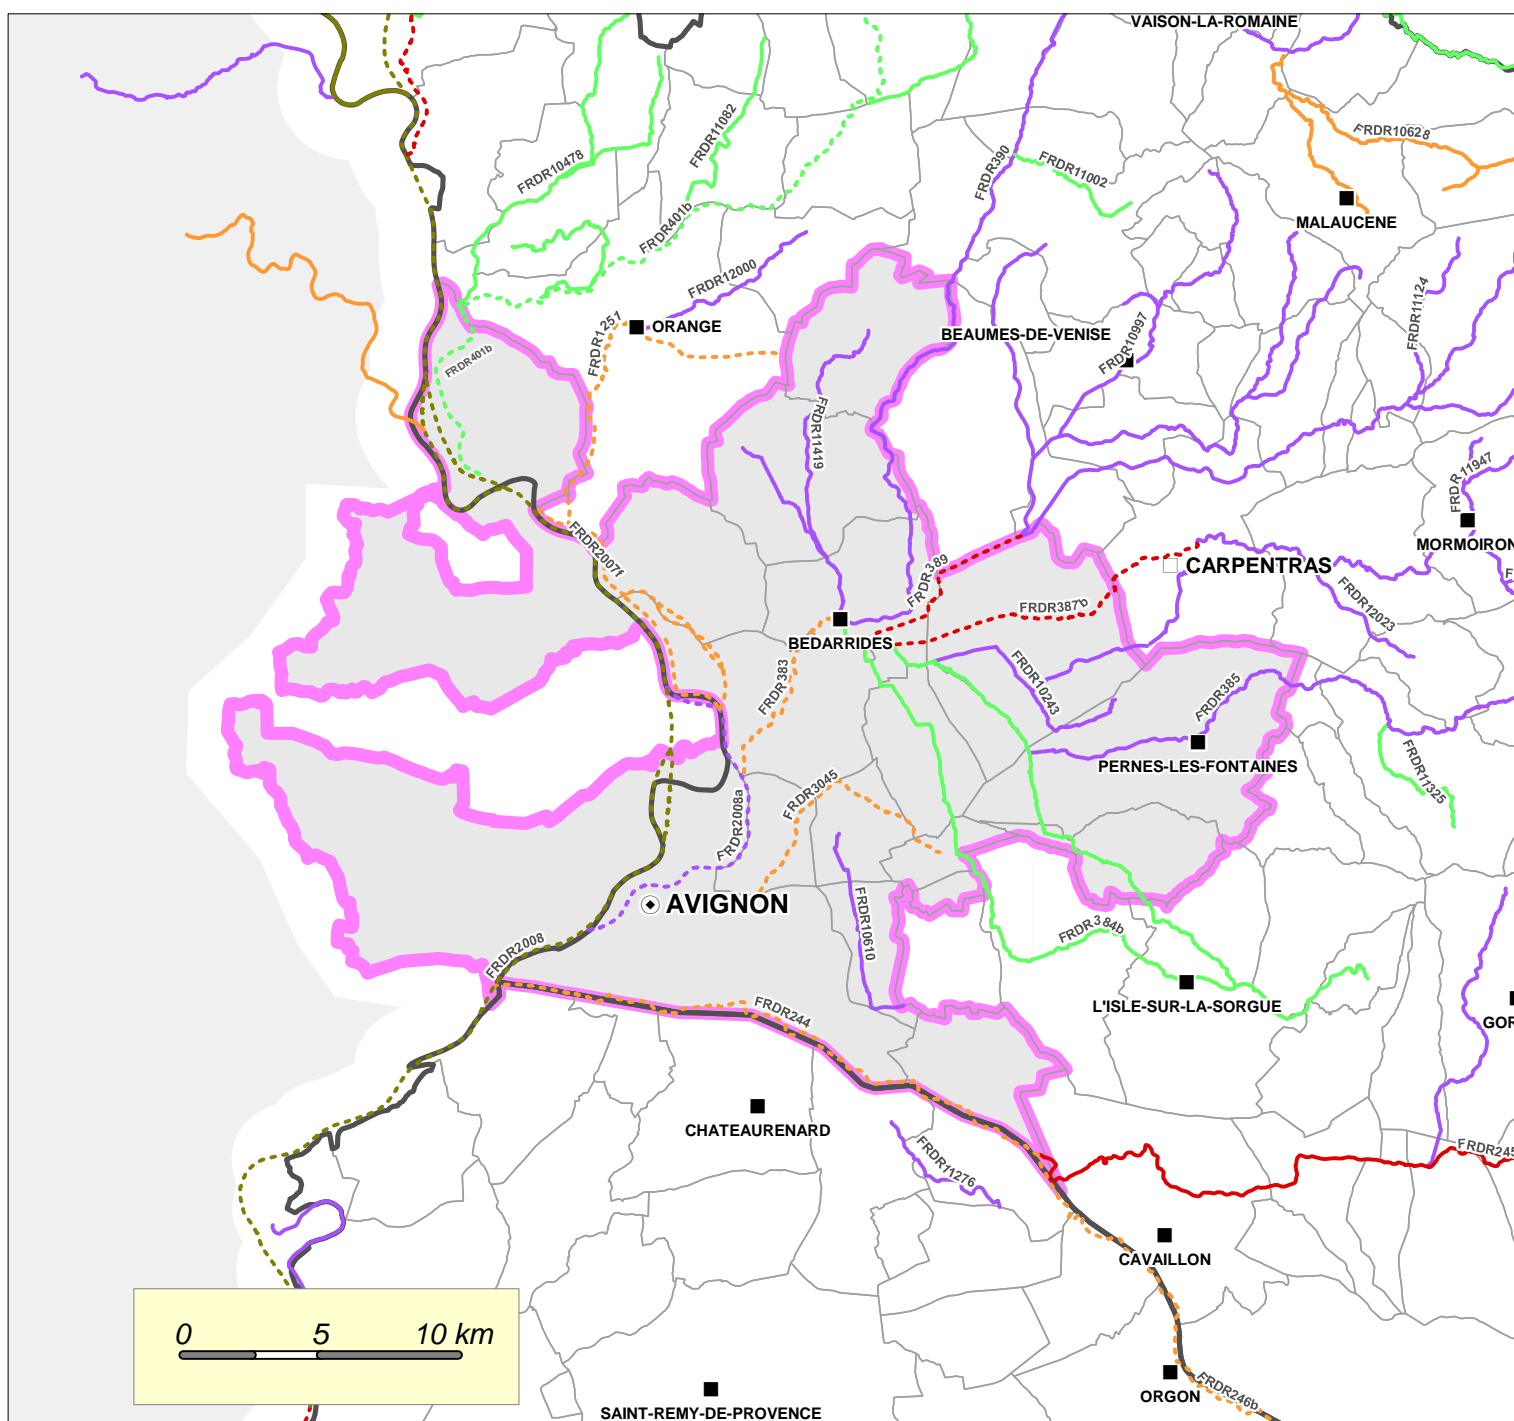 VAISON-LA-ROMAINE
FRDR11082
FRDR10628
FRDR390
FRDR10478
FRDR11002
MALAUCENE
FRDR401b
FRDR12000
FRDR11124
FRDR1251
ORANGE
BEAUMES-DE-VENISE
FRDR10997
FRDR401b
FRDR11419
FRDR11947
MORMOIRON
FRDR2007f
FRDR389
CARPENTRAS
F
FRDR387b
FRDR12023
BEDARRIDES
FRDR383
FRDR10243
FRDR385
PERNES-LES-FONTAINES
FRDR11325
FRDR3045
FRDR2008a
AVIGNON
FRDR10610
FRDR2008
FRDR384b
L'ISLE-SUR-LA-SORGUE
FRDR244
GOR
CHATEAURENARD
FRDR11276
FRDR245
CAVAILLON
0 5 10 km
ORGON
FRDR246b
SAINT-REMY-DE-PROVENCE